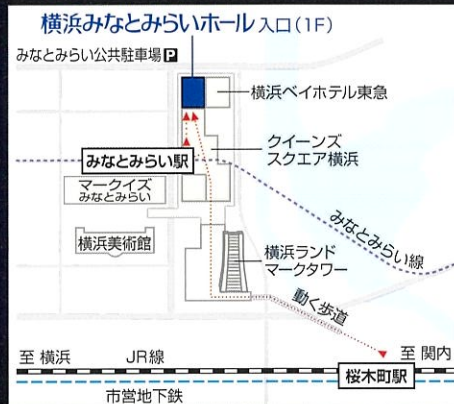 横浜みなとみらいホール 入口(1F)
みなとみらい公共駐車場 P
横浜ベイホテル東急
クイーンズ
スクエア横浜
みなとみらい駅
マークイズ
みなとみらい
みなとみらい線
横浜美術館
横浜ランド
マークタワー
動く歩道
至 横浜
JR線
至 関内
桜木町駅
市営地下鉄